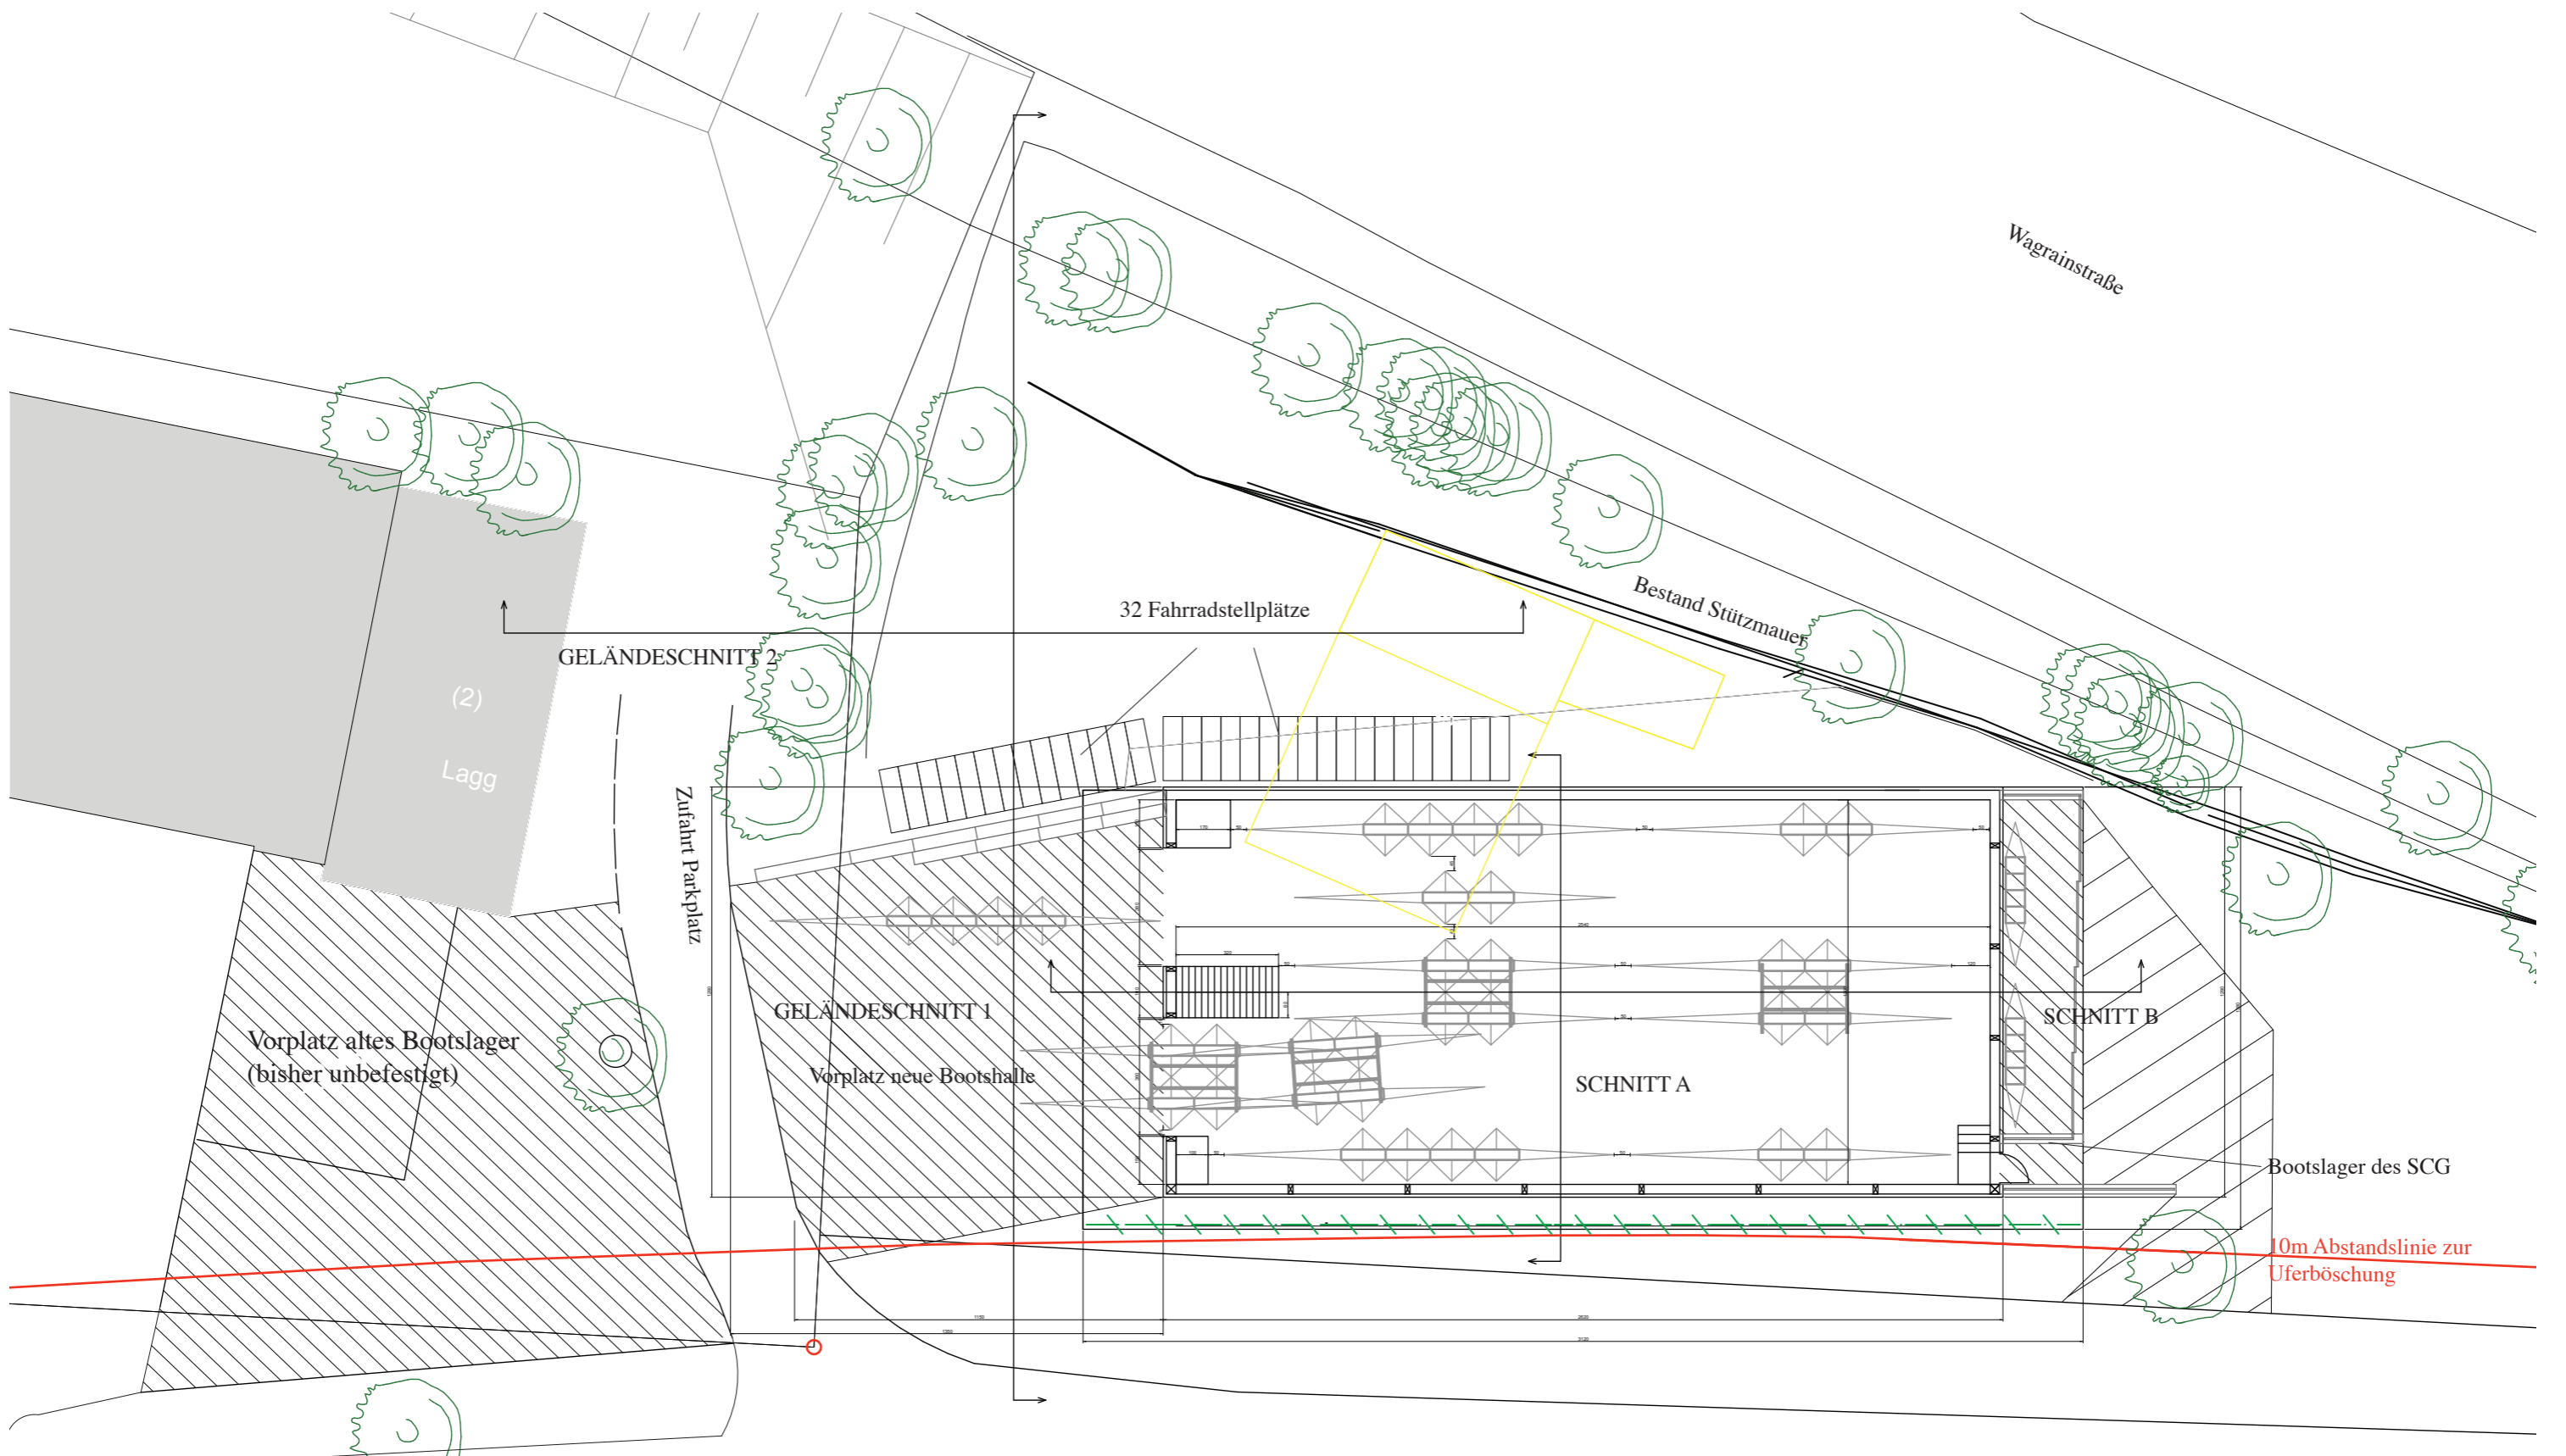 Wagrainstraße
Bestand Stützmauer
32 Fahrradstellplätze
GELÄNDESCHNITT 2
(2)
Lagg
Zufahrt Parkplatz
GELÄNDESCHNITT 1
Vorplatz altes Bootslager
(bisher unbefestigt)
Vorplatz neue Bootshalle
SCHNITT A
SCHNITT B
Bootslager des SCG
10m Abstandslinie zur
Uferböschung